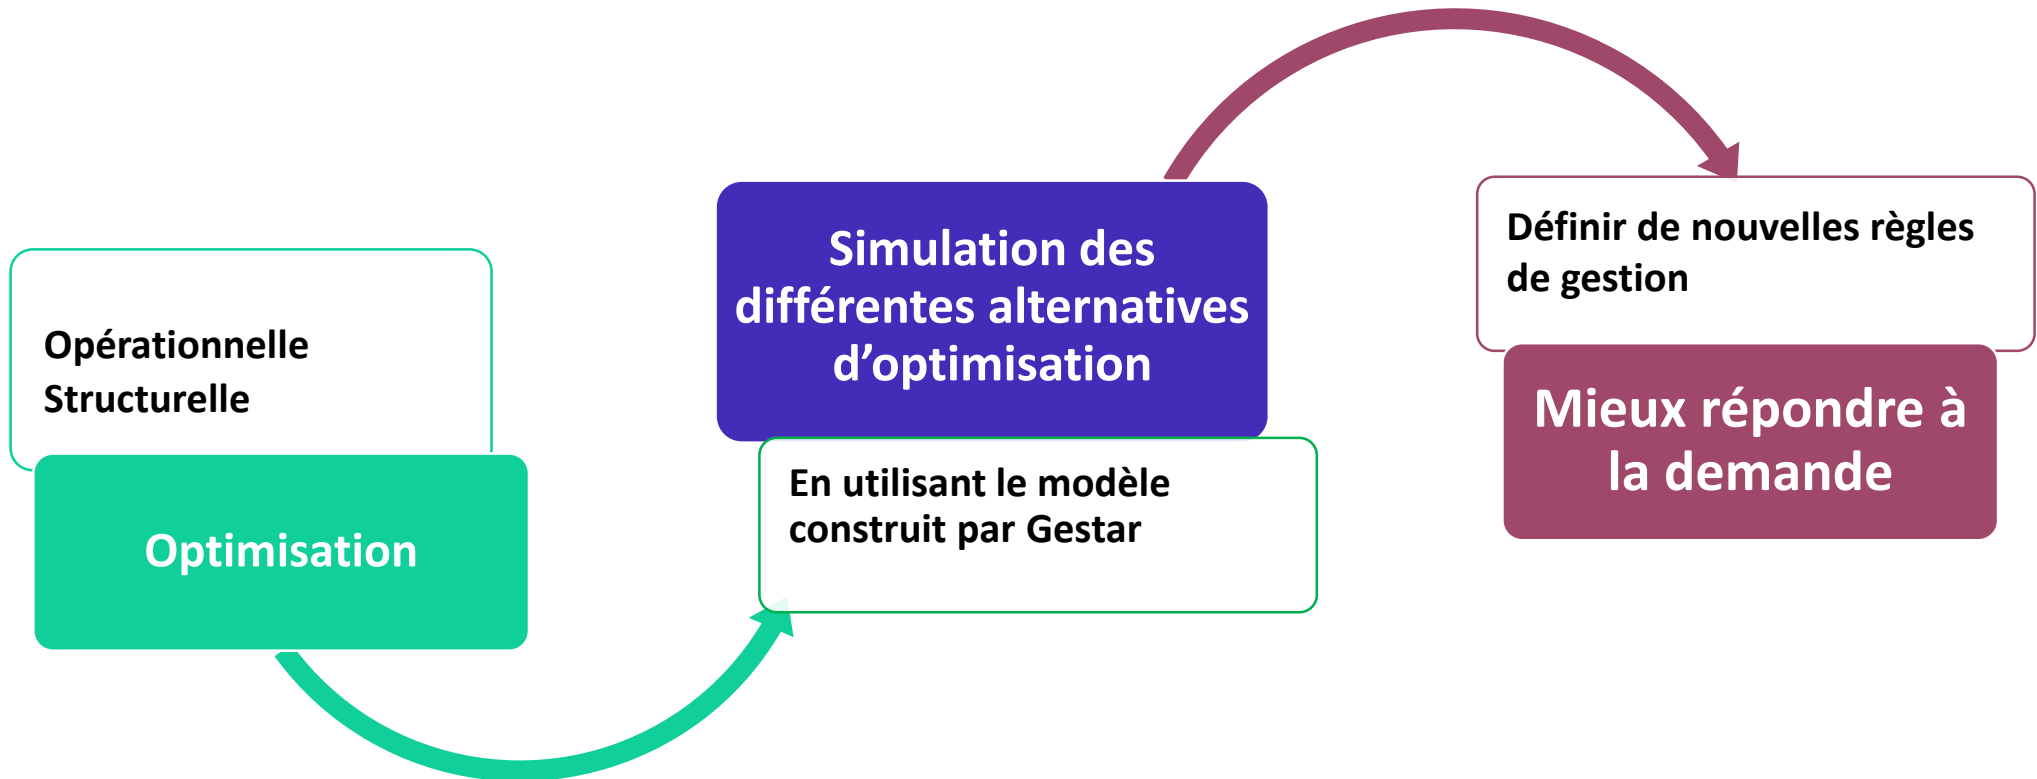 Opérationnelle
Structurelle
Optimisation
Simulation des
différentes alternatives
d’optimisation
En utilisant le modèle
construit par Gestar
Définir de nouvelles règles
de gestion
Mieux répondre à
la demande